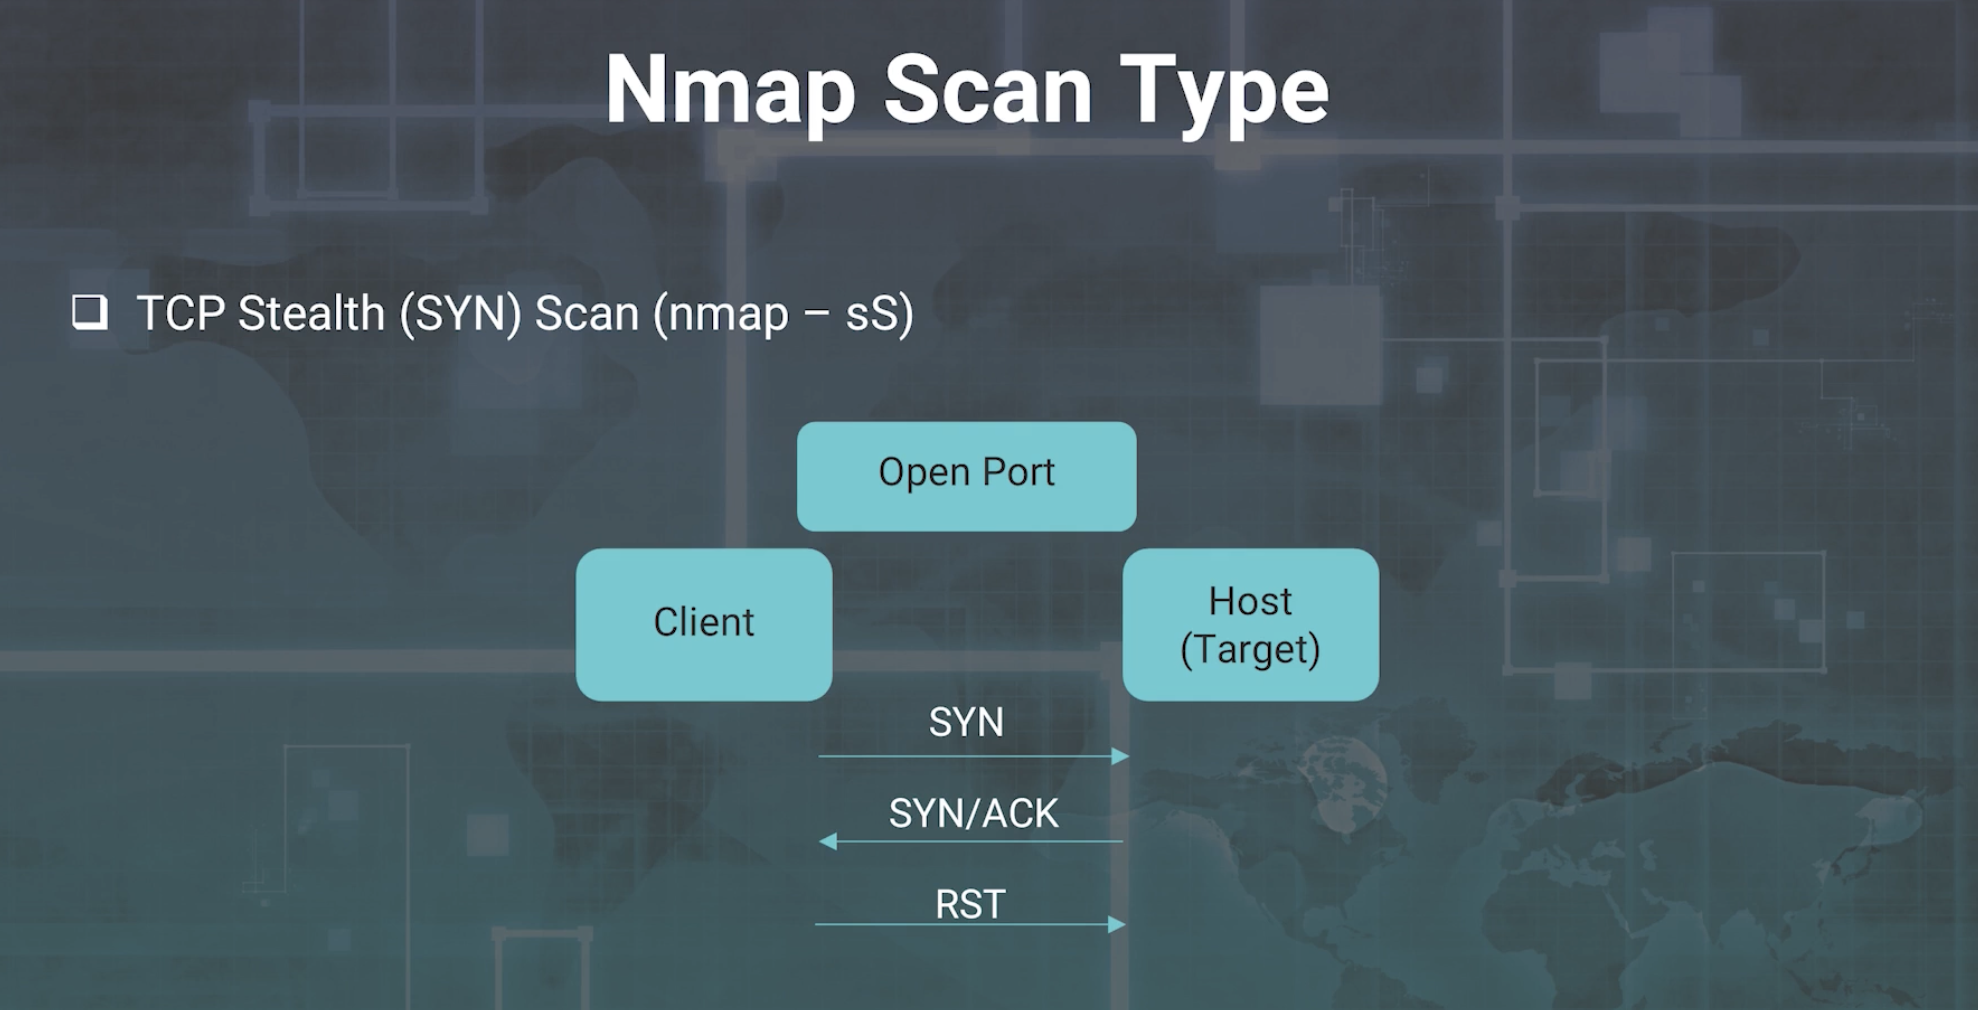 Nmap Scan Type
TCP Stealth (SYN) Scan (nmap – sS)
Open Port
Client
Host
(Target)
SYN
SYN/ACK
RST